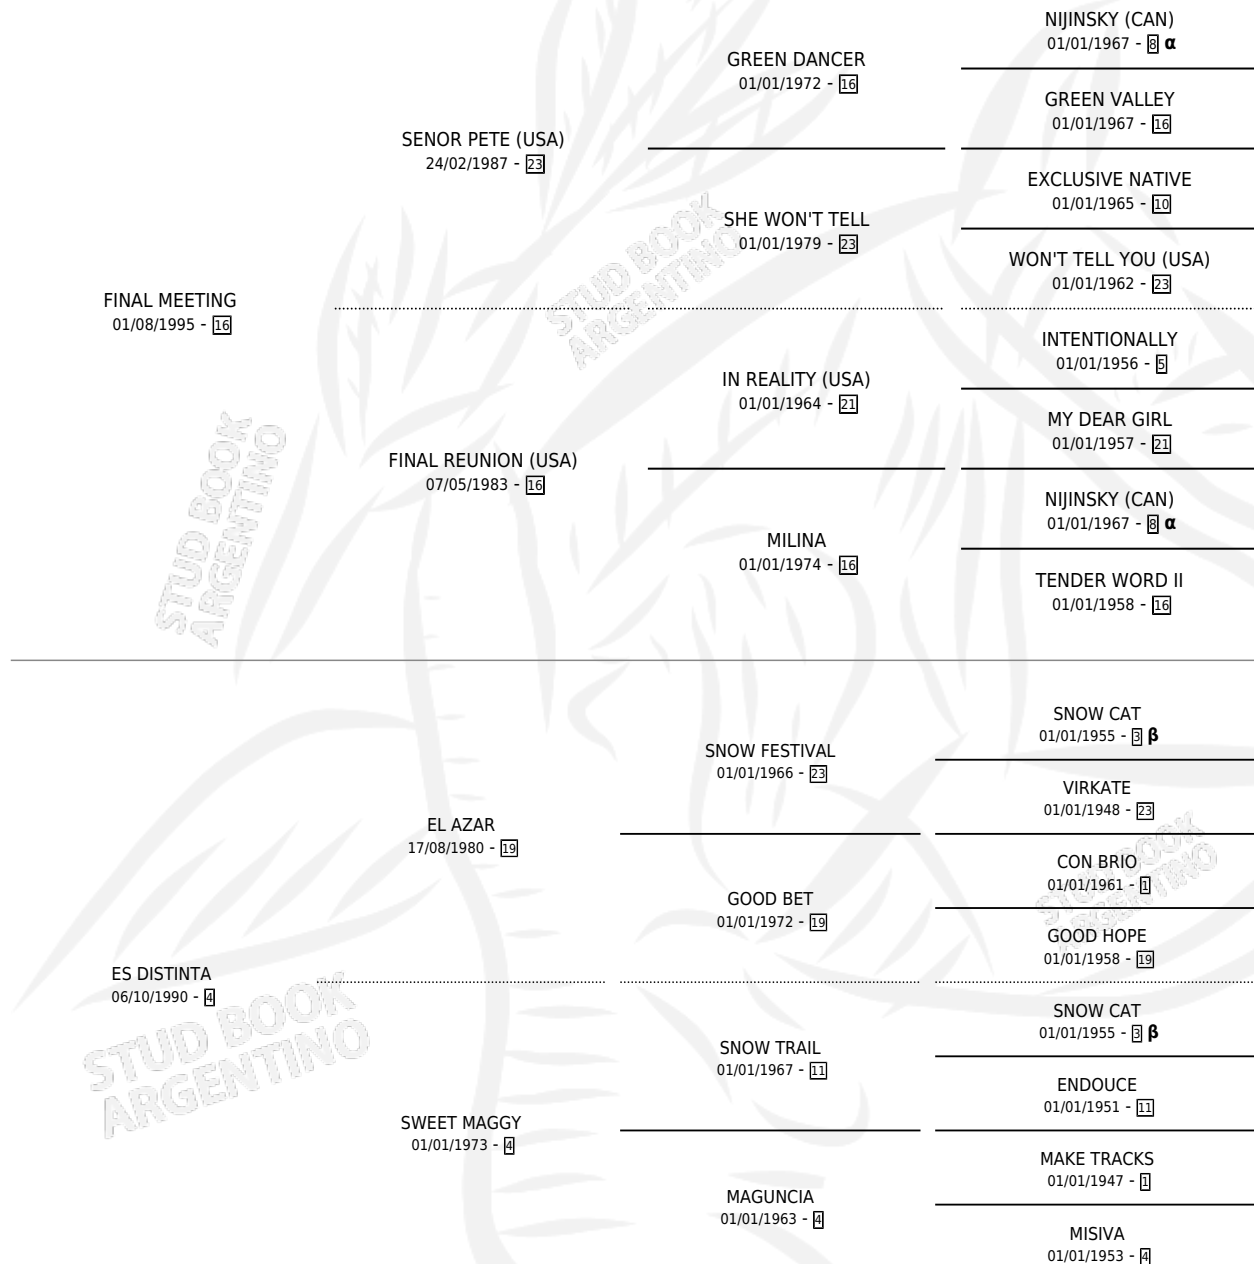 NIJINSKY (CAN)
01/01/1967 - 8 α
GREEN DANCER
01/01/1972 - 16
GREEN VALLEY
01/01/1967 - 16
SENOR PETE (USA)
24/02/1987 - 23
EXCLUSIVE NATIVE
01/01/1965 - 10
SHE WON'T TELL
01/01/1979 - 23
WON'T TELL YOU (USA)
01/01/1962 - 23
FINAL MEETING
01/08/1995 - 16
STUD BOOK
ARGENTINO
INTENTIONALLY
01/01/1956 - 5
IN REALITY (USA)
01/01/1964 - 21
MY DEAR GIRL
01/01/1957 - 21
FINAL REUNION (USA)
07/05/1983 - 16
NIJINSKY (CAN)
01/01/1967 - 8 α
MILINA
01/01/1974 - 16
TENDER WORD II
01/01/1958 - 16
STUD BOOK
ARGENTINO
SNOW CAT
01/01/1955 - 3 β
SNOW FESTIVAL
01/01/1966 - 23
VIRKATE
01/01/1948 - 23
EL AZAR
17/08/1980 - 19
CON BRIO
01/01/1961 - 1
STUD BOOK
ARGENTINO
GOOD BET
01/01/1972 - 19
GOOD HOPE
01/01/1958 - 19
ES DISTINTA
06/10/1990 - 4
STUD BOOK
ARGENTINO
SNOW CAT
01/01/1955 - 3 β
SNOW TRAIL
01/01/1967 - 11
ENDOUCE
01/01/1951 - 11
SWEET MAGGY
01/01/1973 - 4
MAKE TRACKS
01/01/1947 - 1
MAGUNCIA
01/01/1963 - 4
MISIVA
01/01/1953 - 4